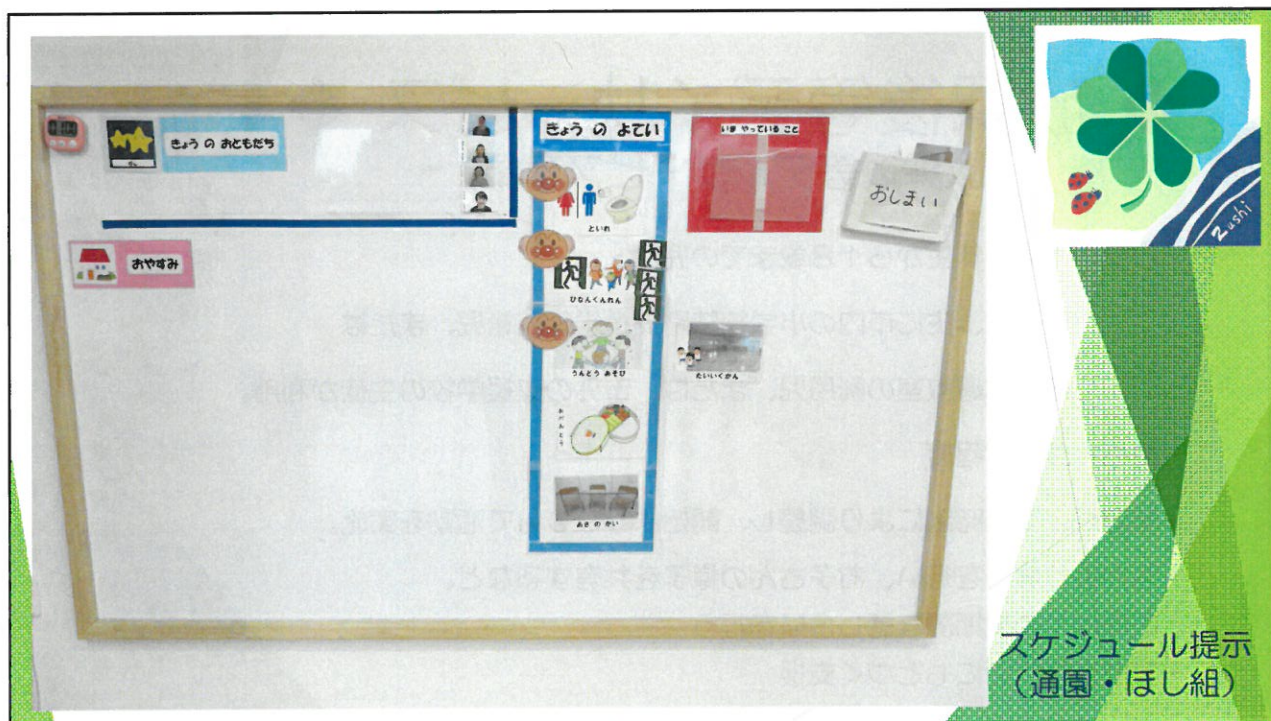 きょう の おともだち
おやすみ
きょう の よてい
といれ
ひなんくんれん
うんどう あそび
おべんとう
あさ の かい
いま やっている こと
おしまい
たいいくかん
Zushi
スケジュール提示
(通園・ほし組)